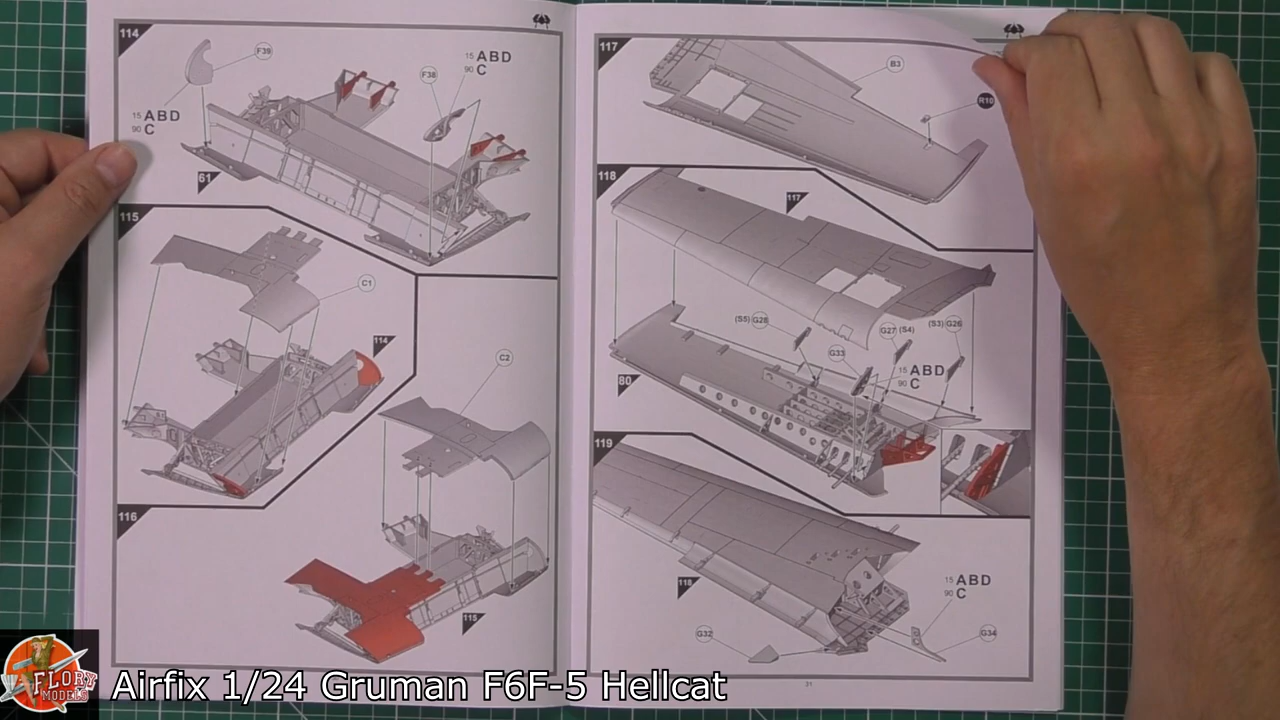 114
F39
15 ABD
90 C
F38
15 ABD
90 C
61
115
C1
114
C2
116
115
117
B3
R10
118
117
(S5) G28
G27 (S4)
(S3) G26
G33
15 ABD
90 C
80
119
118
15 ABD
90 C
G32
G34
31
FLORY
MODELS
Airfix 1/24 Gruman F6F-5 Hellcat